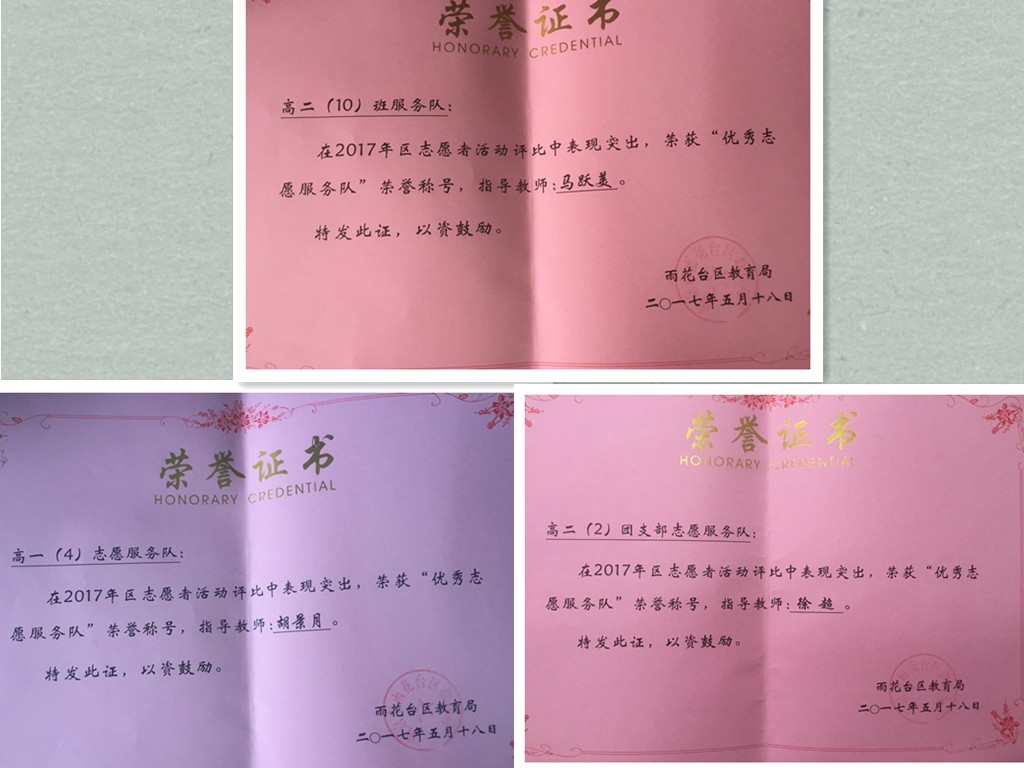 荣誉证书
HONORARY CREDENTIAL
高二（10）班服务队：
在2017年区志愿者活动评比中表现突出，荣获“优秀志
愿服务队”荣誉称号，指导教师：马跃美。
特发此证，以资鼓励。
雨花台区教育局
二○一七年五月十八日
荣誉证书
HONORARY CREDENTIAL
高一（4）志愿服务队：
在2017年区志愿者活动评比中表现突出，荣获“优秀志
愿服务队”荣誉称号，指导教师：胡景月。
特发此证，以资鼓励。
雨花台区教育局
二○一七年五月十八日
荣誉证书
HONORARY CREDENTIAL
高二（2）团支部志愿服务队：
在2017年区志愿者活动评比中表现突出，荣获“优秀志
愿服务队”荣誉称号，指导教师：徐超。
特发此证，以资鼓励。
雨花台区教育局
二○一七年五月十八日